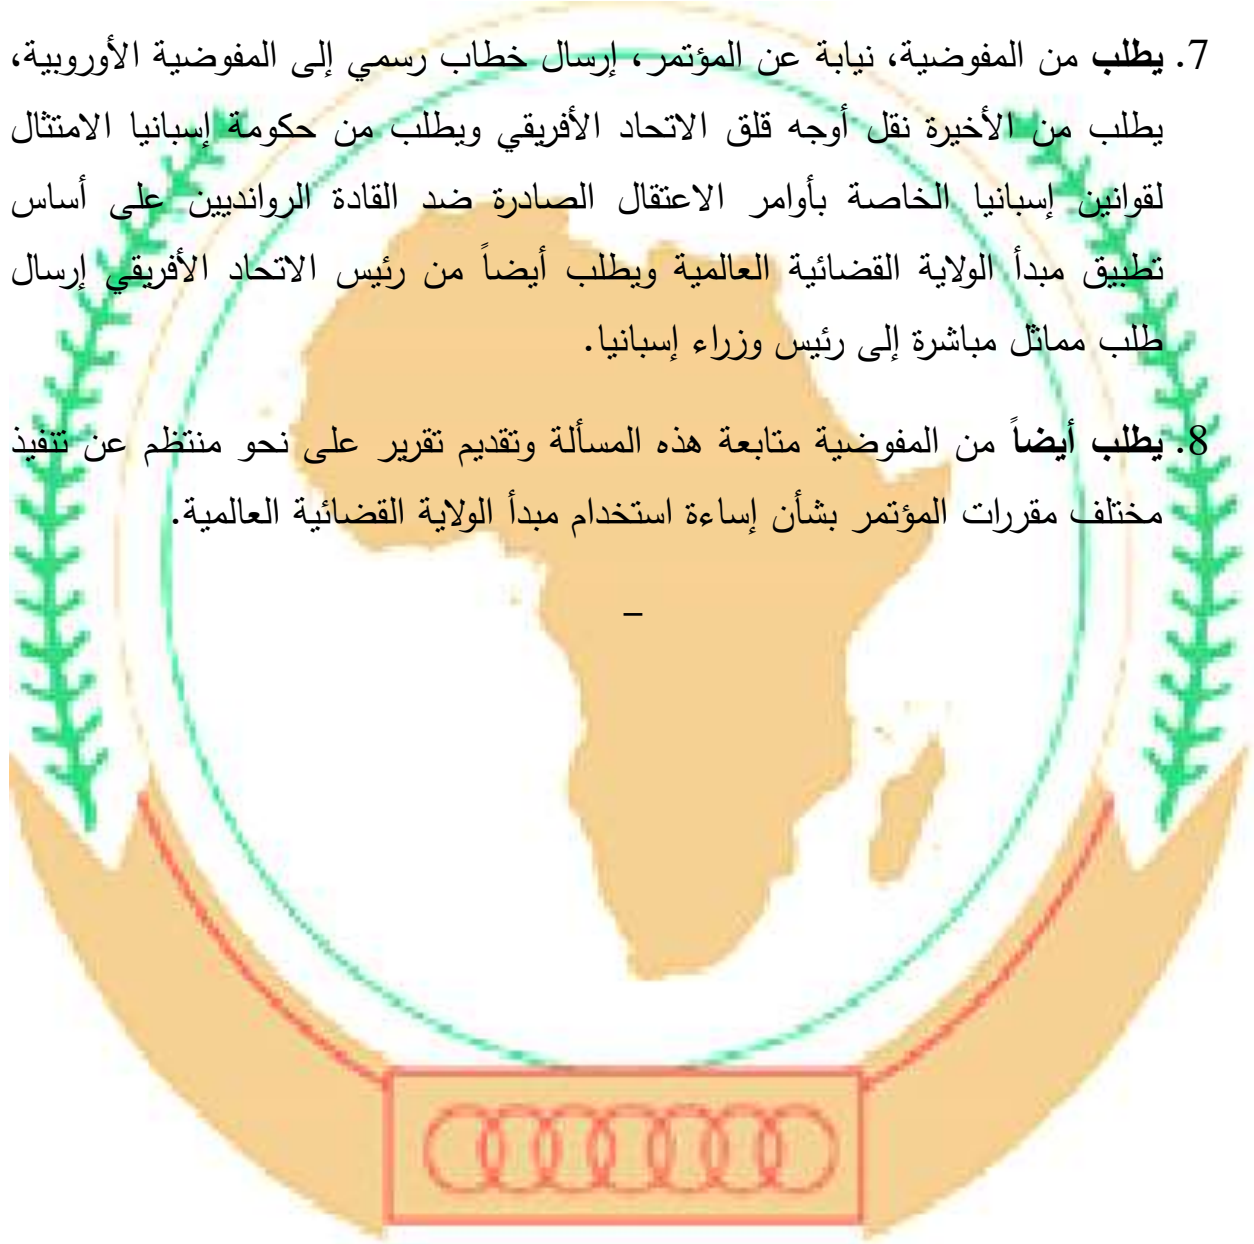 7. يطلب من المفوضية، نيابة عن المؤتمر، إرسال خطاب رسمي إلى المفوضية الأوروبية،
يطلب من الأخيرة نقل أوجه قلق الاتحاد الأفريقي ويطلب من حكومة إسبانيا الامتثال
لقوانين إسبانيا الخاصة بأوامر الاعتقال الصادرة ضد القادة الروانديين على أساس
تطبيق مبدأ الولاية القضائية العالمية ويطلب أيضاً من رئيس الاتحاد الأفريقي إرسال
طلب مماثل مباشرة إلى رئيس وزراء إسبانيا.
8. يطلب أيضاً من المفوضية متابعة هذه المسألة وتقديم تقرير على نحو منتظم عن تنفيذ
مختلف مقررات المؤتمر بشأن إساءة استخدام مبدأ الولاية القضائية العالمية.
–